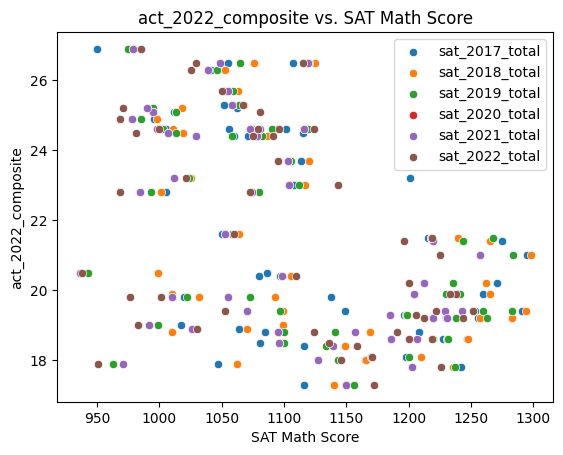 act_2022_composite vs. SAT Math Score
sat_2017_total
sat_2018_total
sat_2019_total
sat_2020_total
sat_2021_total
sat_2022_total
act_2022_composite
26
24
22
20
18
950 1000 1050 1100 1150 1200 1250 1300
SAT Math Score